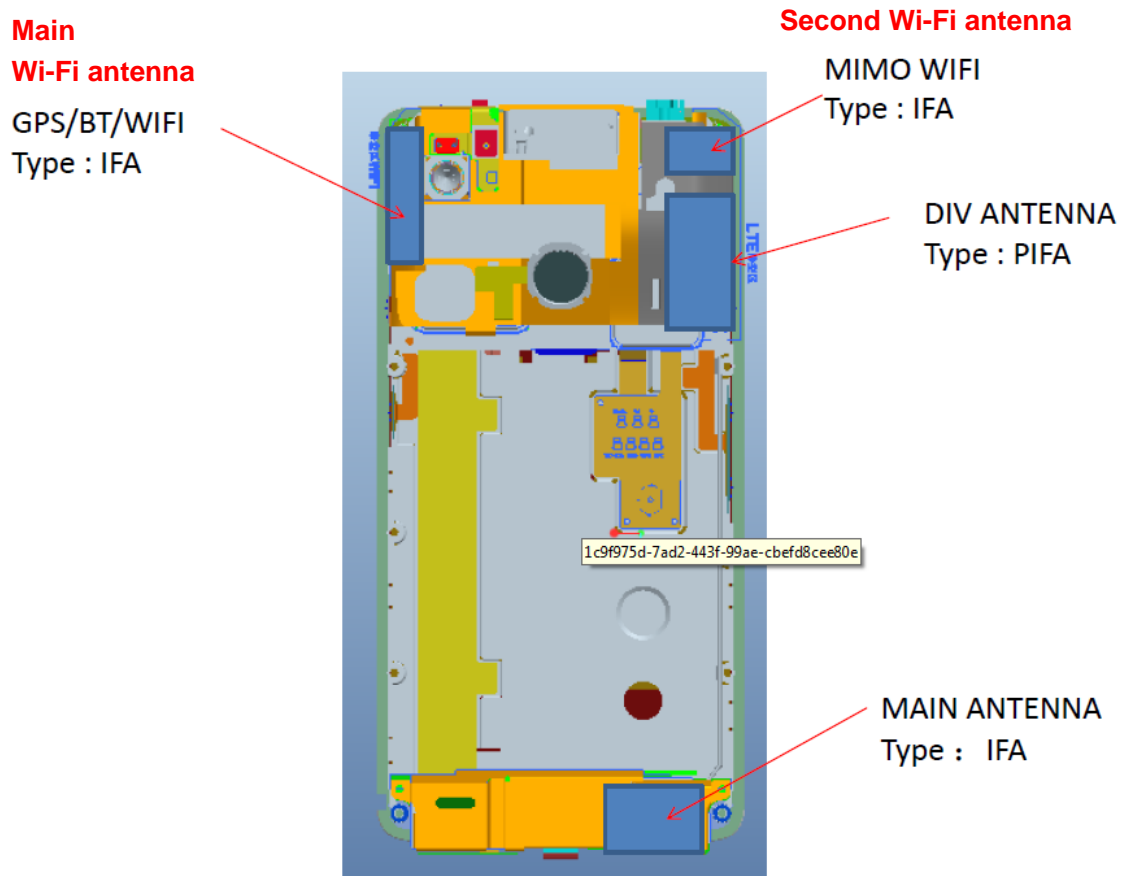 Main
Wi-Fi antenna
GPS/BT/WIFI
Type : IFA
Second Wi-Fi antenna
MIMO WIFI
Type : IFA
DIV ANTENNA
Type : PIFA
1c9f975d-7ad2-443f-99ae-cbefd8cee80e
MAIN ANTENNA
Type： IFA